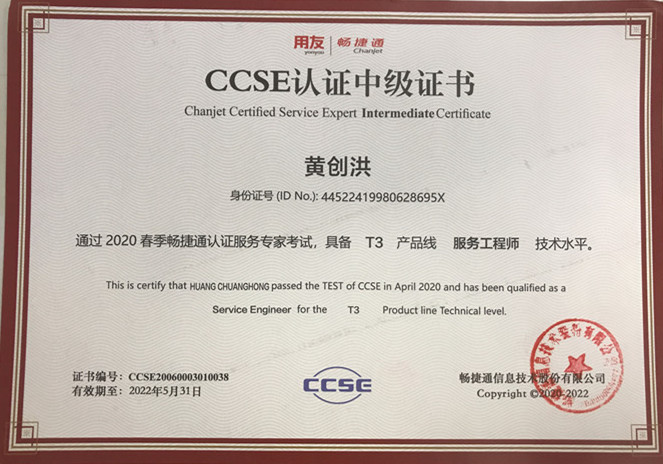 用友 畅捷通
yonyou Chanjet
CCSE认证中级证书
Chanjet Certified Service Expert Intermediate Certificate
黄创洪
身份证号 (ID No.): 44522419980628695X
通过 2020 春季畅捷通认证服务专家考试，具备 T3 产品线 服务工程师 技术水平。
This is certify that HUANG CHUANGHONG passed the TEST of CCSE in April 2020 and has been qualified as a
Service Engineer for the T3 Product line Technical level.
证书编号: CCSE20060003010038
有效期至: 2022年5月31日
CCSE
畅捷通信息技术股份有限公司
Copyright ©2020-2022